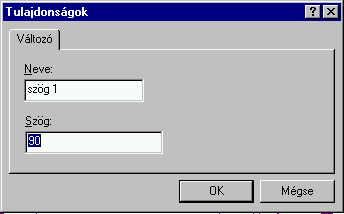 Tulajdonságok
Változó
Neve:
szög 1
Szög:
90
OK
Mégse